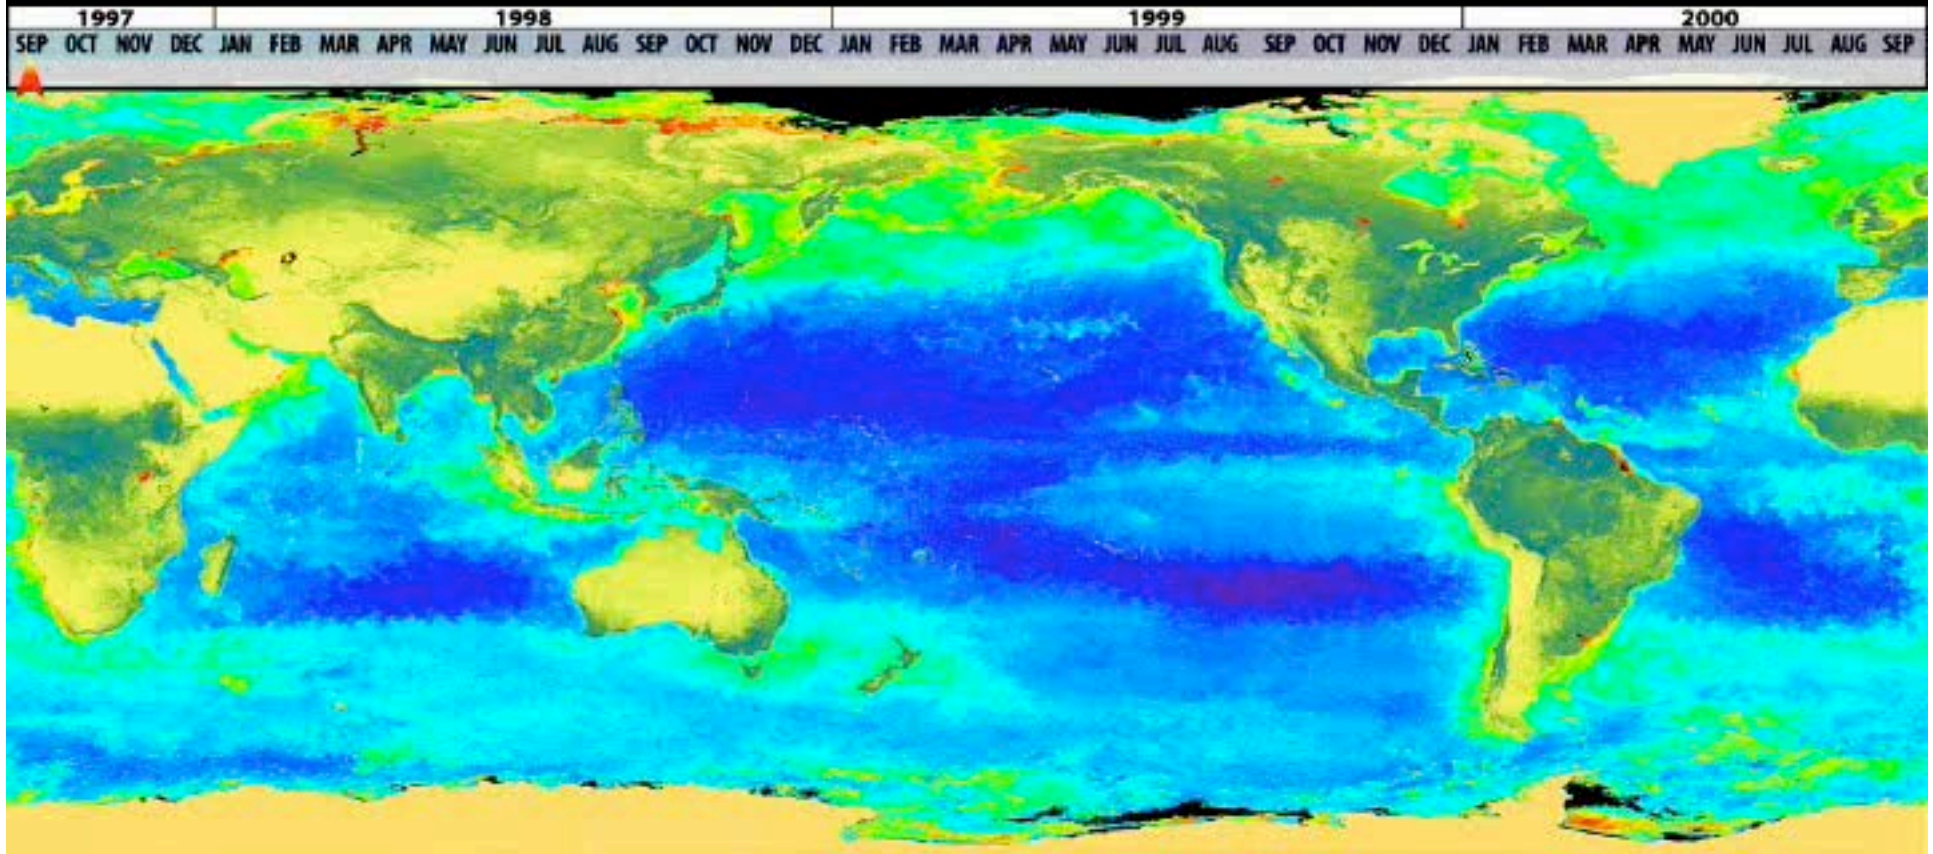 1997 1998 1999 2000
SEP OCT NOV DEC JAN FEB MAR APR MAY JUN JUL AUG SEP OCT NOV DEC JAN FEB MAR APR MAY JUN JUL AUG SEP OCT NOV DEC JAN FEB MAR APR MAY JUN JUL AUG SEP